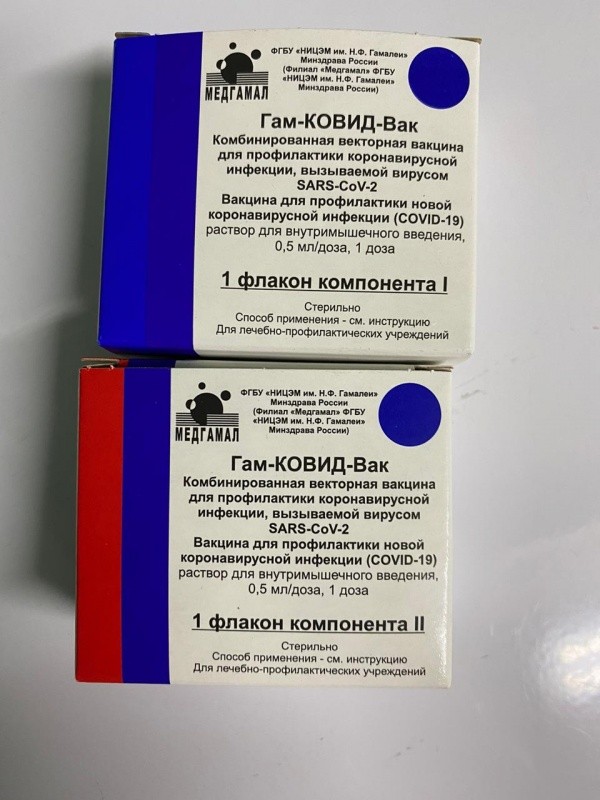 МЕДГАМАЛ
ФГБУ «НИЦЭМ им. Н.Ф. Гамалеи»
Минздрава России
(Филиал «Медгамал» ФГБУ
«НИЦЭМ им. Н.Ф. Гамалеи»
Минздрава России)
Гам-КОВИД-Вак
Комбинированная векторная вакцина
для профилактики коронавирусной
инфекции, вызываемой вирусом
SARS-CoV-2
Вакцина для профилактики новой
коронавирусной инфекции (COVID-19)
раствор для внутримышечного введения,
0,5 мл/доза, 1 доза
1 флакон компонента I
Стерильно
Способ применения - см. инструкцию
Для лечебно-профилактических учреждений
МЕДГАМАЛ
ФГБУ «НИЦЭМ им. Н.Ф. Гамалеи»
Минздрава России
(Филиал «Медгамал» ФГБУ
«НИЦЭМ им. Н.Ф. Гамалеи»
Минздрава России)
Гам-КОВИД-Вак
Комбинированная векторная вакцина
для профилактики коронавирусной
инфекции, вызываемой вирусом
SARS-CoV-2
Вакцина для профилактики новой
коронавирусной инфекции (COVID-19)
раствор для внутримышечного введения,
0,5 мл/доза, 1 доза
1 флакон компонента II
Стерильно
Способ применения - см. инструкцию
Для лечебно-профилактических учреждений